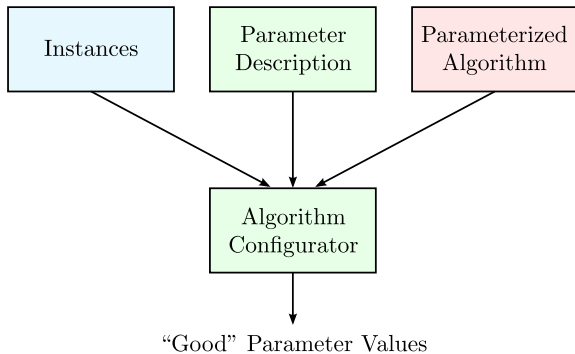 Instances
Parameter
Description
Parameterized
Algorithm
Algorithm
Configurator
“Good” Parameter Values